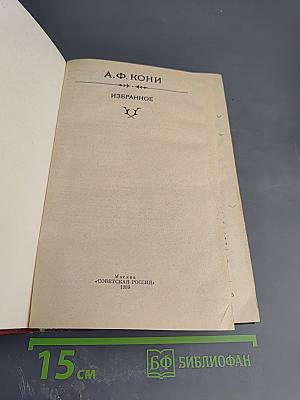 А.Ф. КОНИ
ИЗБРАННОЕ
Москва
«СОВЕТСКАЯ РОССИЯ»
1989
15 см
БФ БИБЛИОФАН